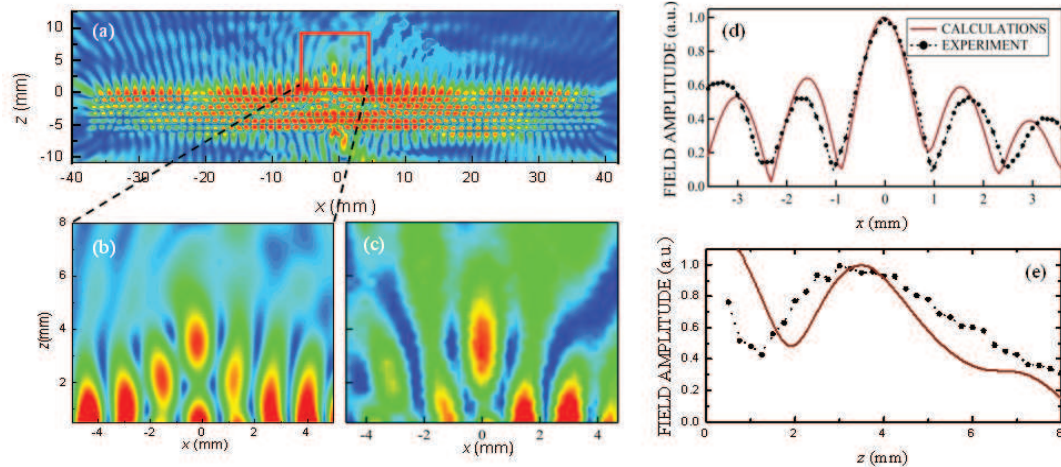 (a)
10
5
0
-5
-10
z (mm)
-40 -30 -20 -10 0 10 20 30 40
x (mm)
(b)
8
6
4
2
z(mm)
-4 -2 0 2 4
x (mm)
(c)
-4 -2 0 2 4
x (mm)
(d)
CALCULATIONS
EXPERIMENT
FIELD AMPLITUDE (a.u.)
1.0
0.8
0.6
0.4
0.2
0.0
-3 -2 -1 0 1 2 3
x (mm)
(e)
FIELD AMPLITUDE (a.u.)
1.0
0.8
0.6
0.4
0.2
0.0
0 2 4 6 8
z (mm)